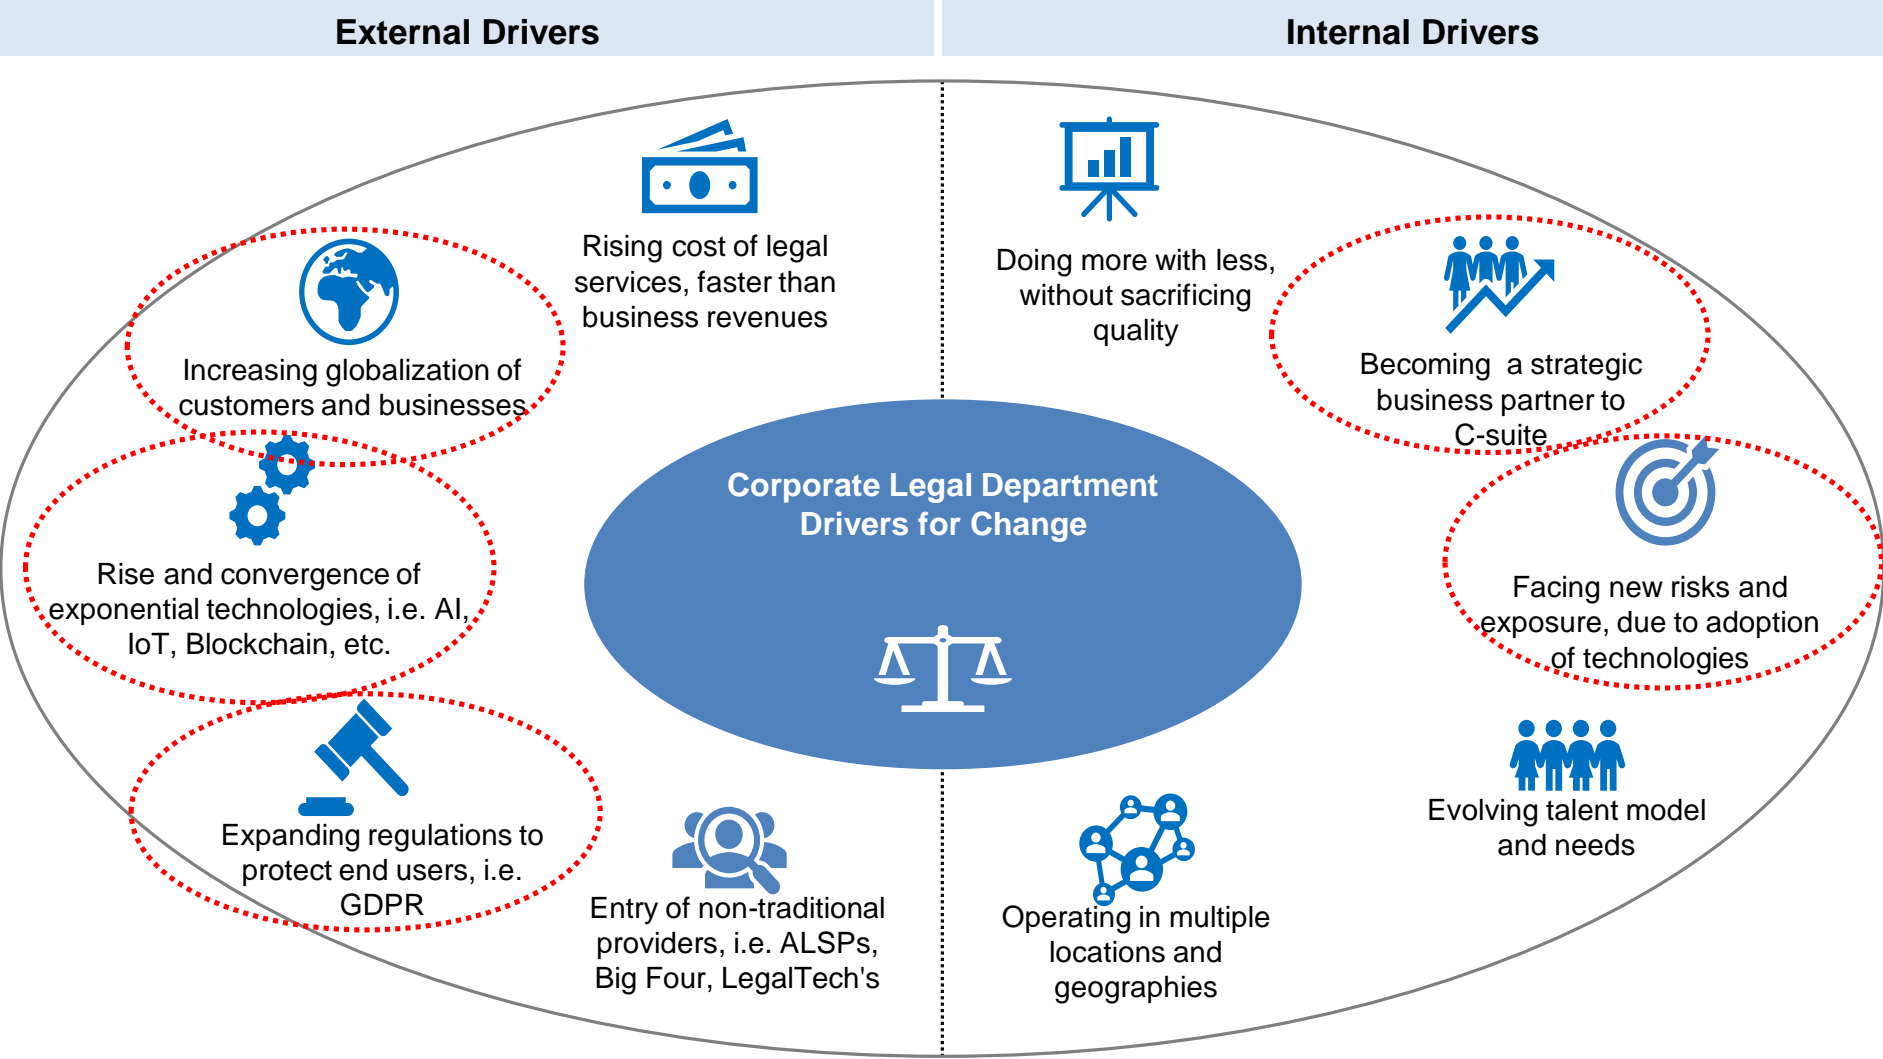 External Drivers
Internal Drivers
Rising cost of legal
services, faster than
business revenues
Doing more with less,
without sacrificing
quality
Increasing globalization of
customers and businesses
Becoming  a strategic
business partner to
C-suite
Corporate Legal Department
Drivers for Change
Rise and convergence of
exponential technologies, i.e. AI,
IoT, Blockchain, etc.
Facing new risks and
exposure, due to adoption
of technologies
Expanding regulations to
protect end users, i.e.
GDPR
Evolving talent model
and needs
Entry of non-traditional
providers, i.e. ALSPs,
Big Four, LegalTech's
Operating in multiple
locations and
geographies